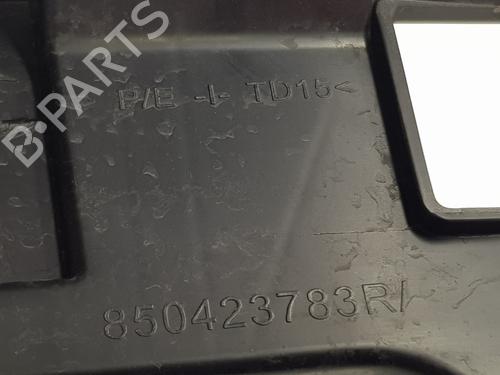 B-PARTS
P/E -I- TD15<
850423783R/